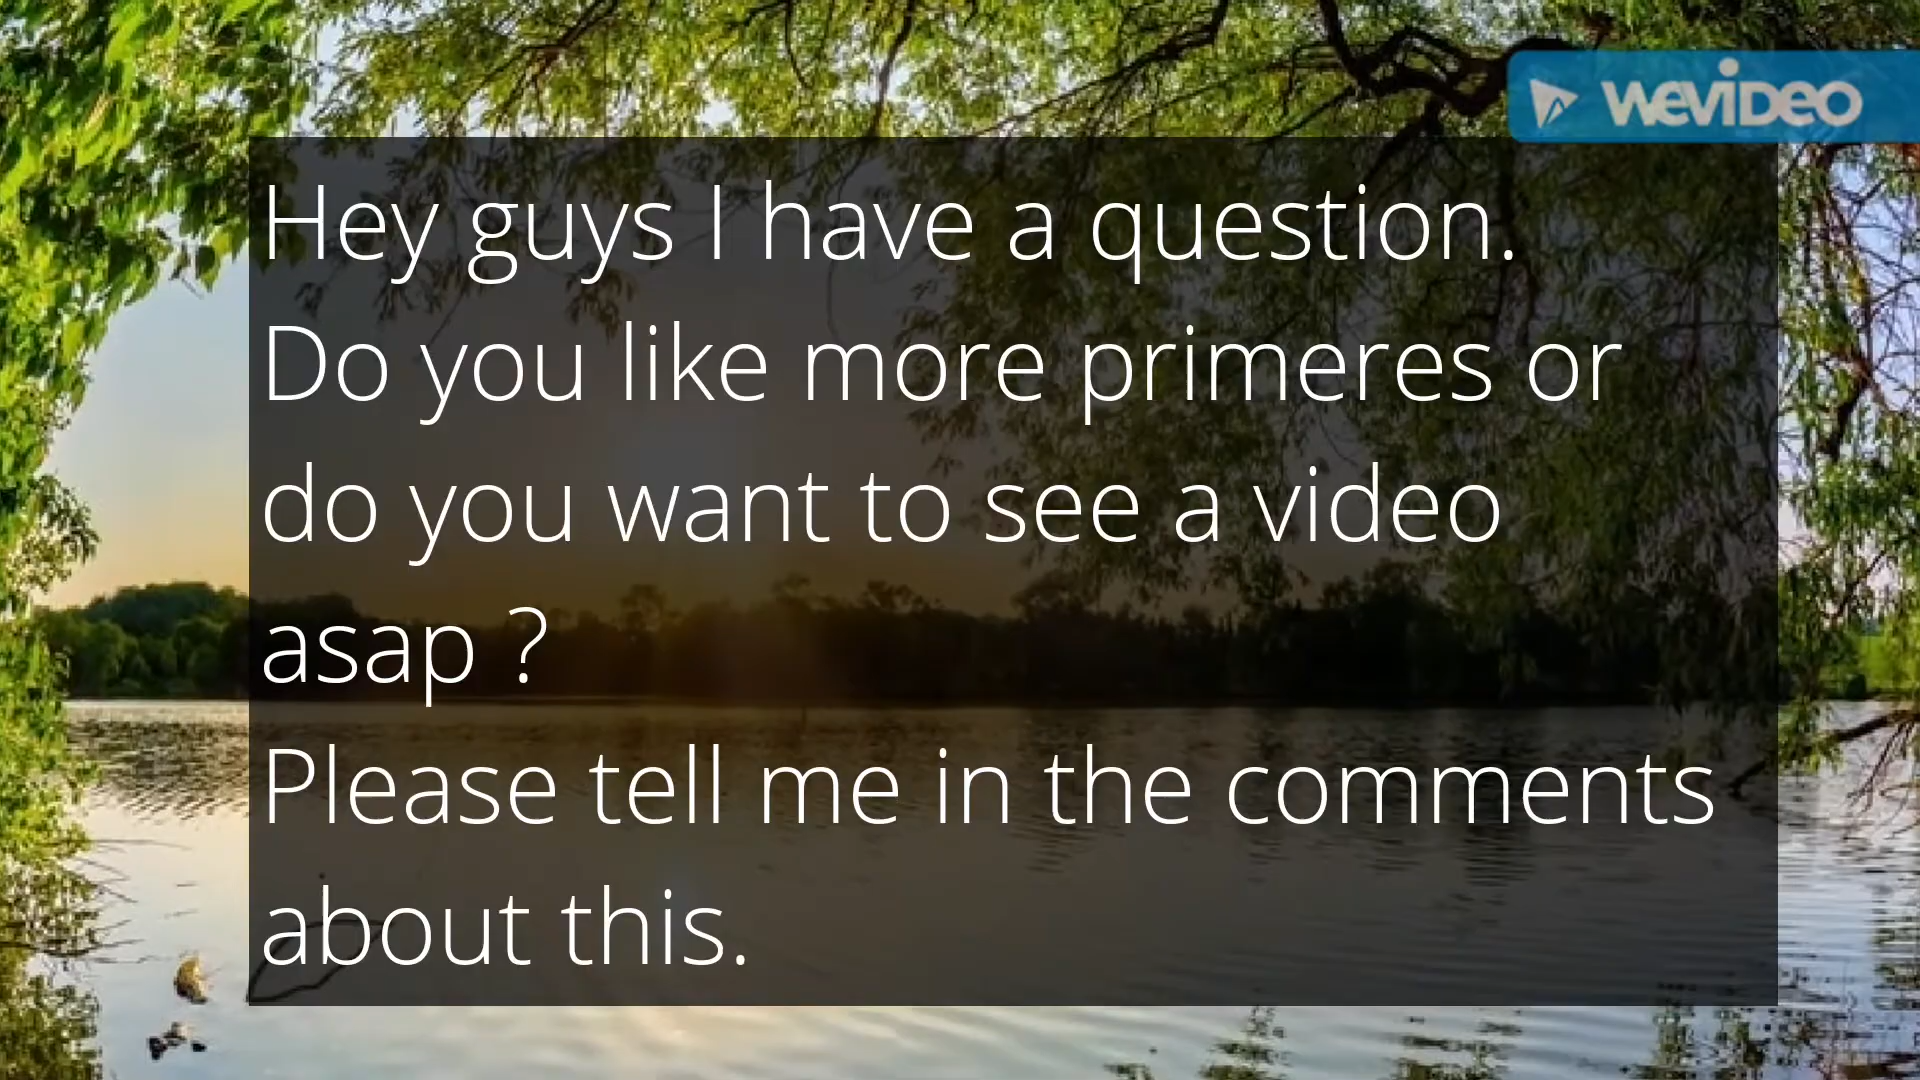 WEVIDEO
Hey guys I have a question.
Do you like more primeres or
do you want to see a video
asap ?
Please tell me in the comments
about this.